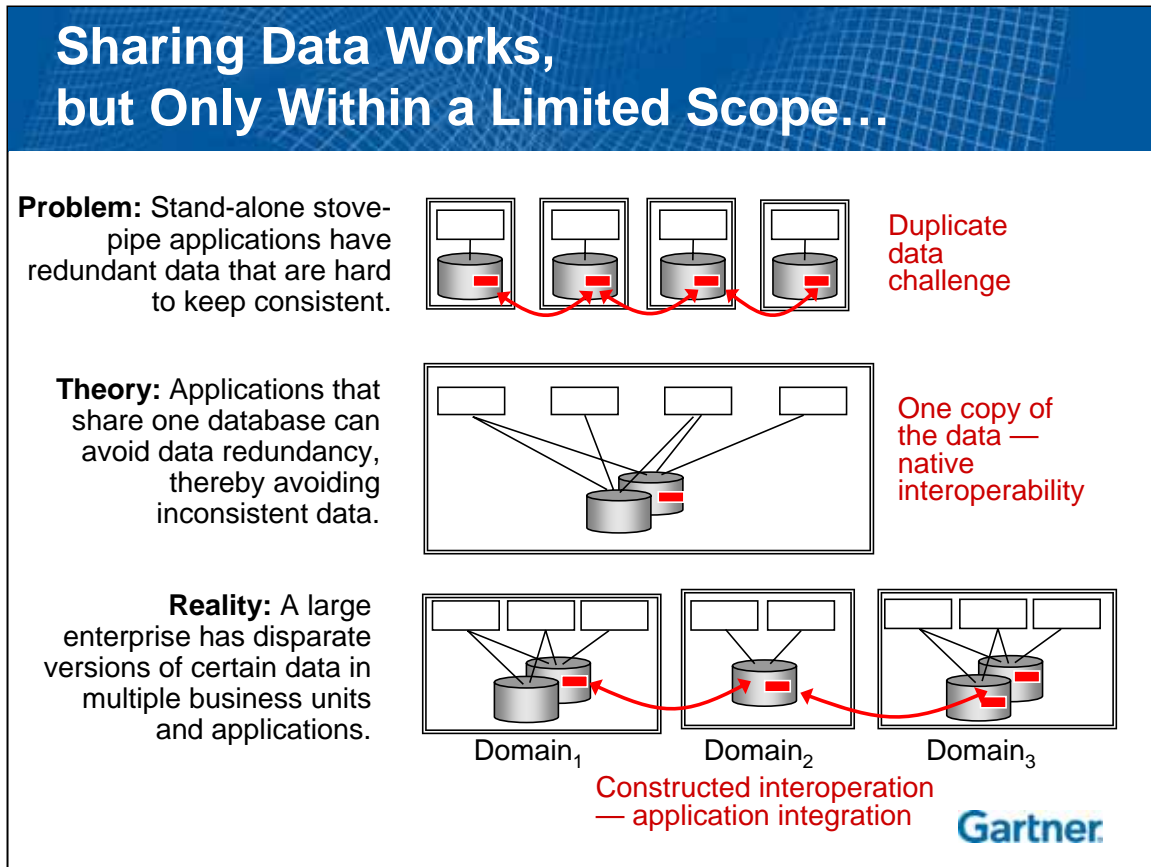 Sharing Data Works,
but Only Within a Limited Scope…
Problem: Stand-alone stove-
pipe applications have
redundant data that are hard
to keep consistent.
Duplicate
data
challenge
Theory: Applications that
share one database can
avoid data redundancy,
thereby avoiding
inconsistent data.
One copy of
the data —
native
interoperability
Reality: A large
enterprise has disparate
versions of certain data in
multiple business units
and applications.
Domain₁ Domain₂ Domain₃
Constructed interoperation
— application integration
Gartner.